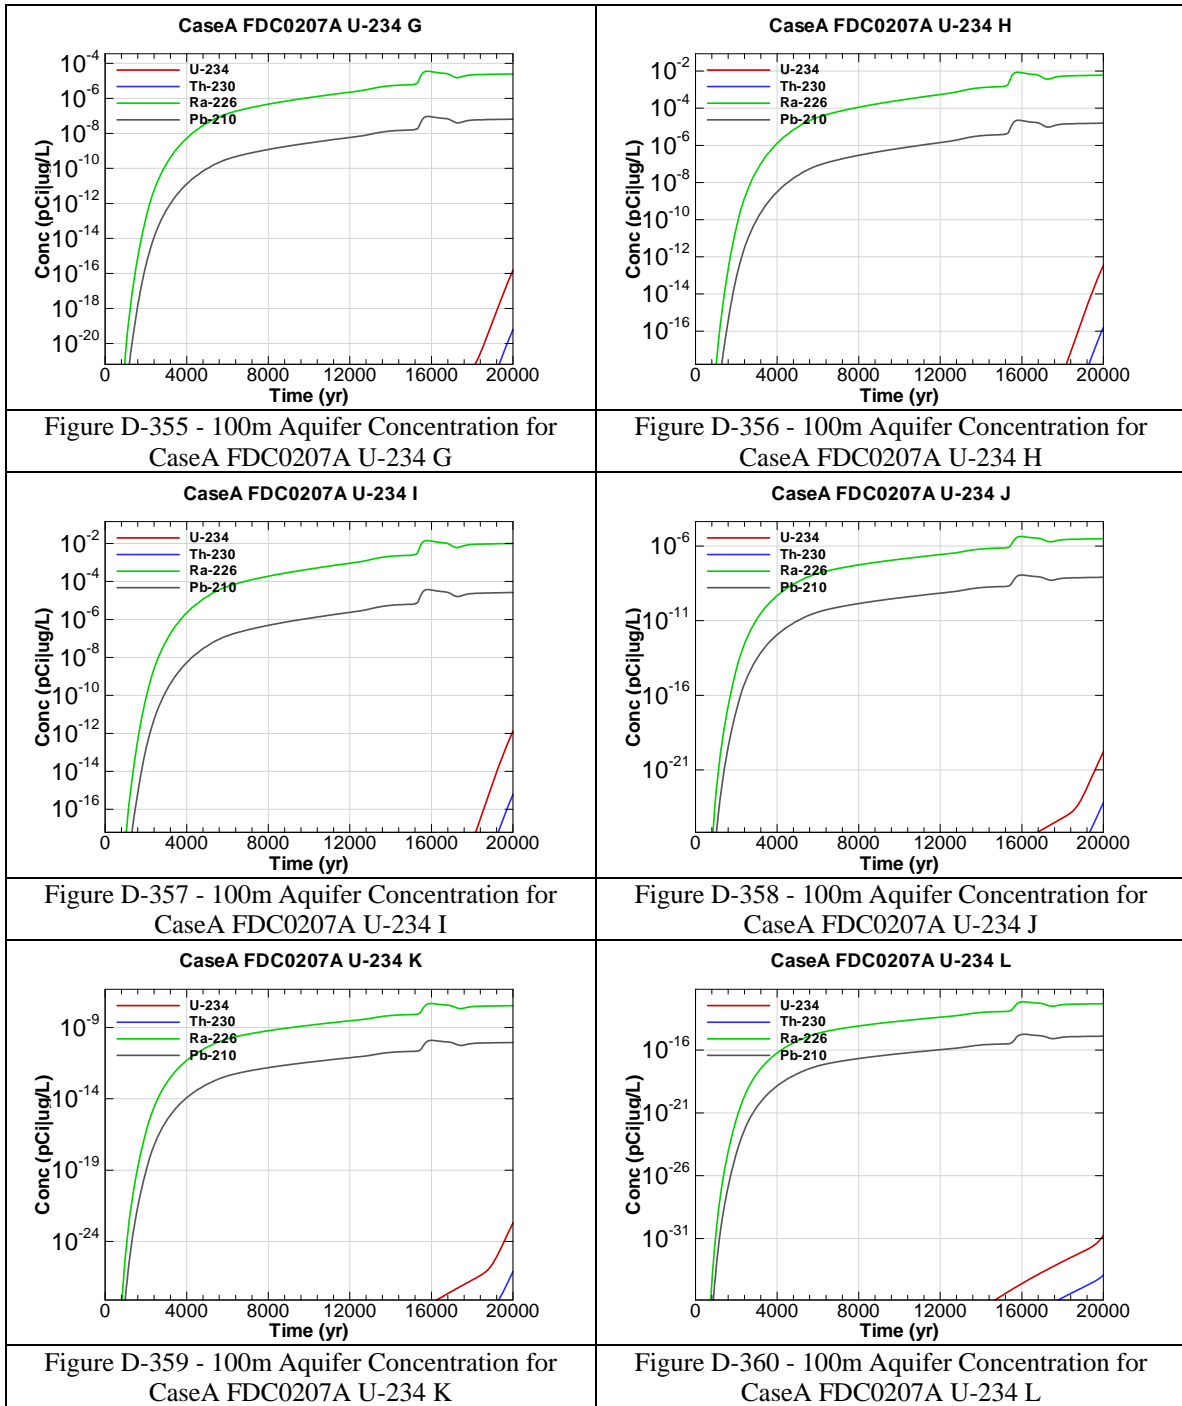 CaseA FDC0207A U-234 G
U-234
Th-230
Ra-226
Pb-210
10-4
10-6
10-8
10-10
10-12
10-14
10-16
10-18
10-20
Conc (pCi|ug/L)
0 4000 8000 12000 16000 20000
Time (yr)
Figure D-355 - 100m Aquifer Concentration for
CaseA FDC0207A U-234 G
CaseA FDC0207A U-234 H
U-234
Th-230
Ra-226
Pb-210
10-2
10-4
10-6
10-8
10-10
10-12
10-14
10-16
Conc (pCi|ug/L)
0 4000 8000 12000 16000 20000
Time (yr)
Figure D-356 - 100m Aquifer Concentration for
CaseA FDC0207A U-234 H
CaseA FDC0207A U-234 I
U-234
Th-230
Ra-226
Pb-210
10-2
10-4
10-6
10-8
10-10
10-12
10-14
10-16
Conc (pCi|ug/L)
0 4000 8000 12000 16000 20000
Time (yr)
Figure D-357 - 100m Aquifer Concentration for
CaseA FDC0207A U-234 I
CaseA FDC0207A U-234 J
U-234
Th-230
Ra-226
Pb-210
10-6
10-11
10-16
10-21
Conc (pCi|ug/L)
0 4000 8000 12000 16000 20000
Time (yr)
Figure D-358 - 100m Aquifer Concentration for
CaseA FDC0207A U-234 J
CaseA FDC0207A U-234 K
U-234
Th-230
Ra-226
Pb-210
10-9
10-14
10-19
10-24
Conc (pCi|ug/L)
0 4000 8000 12000 16000 20000
Time (yr)
Figure D-359 - 100m Aquifer Concentration for
CaseA FDC0207A U-234 K
CaseA FDC0207A U-234 L
U-234
Th-230
Ra-226
Pb-210
10-16
10-21
10-26
10-31
Conc (pCi|ug/L)
0 4000 8000 12000 16000 20000
Time (yr)
Figure D-360 - 100m Aquifer Concentration for
CaseA FDC0207A U-234 L